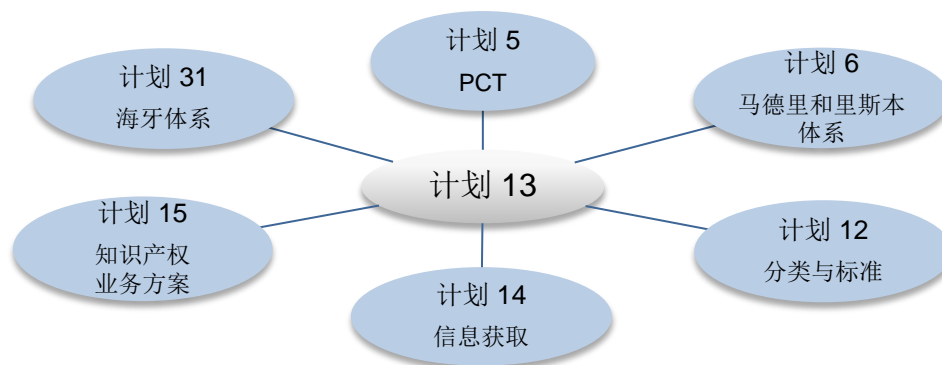 计划 5
PCT
计划 31
海牙体系
计划 6
马德里和里斯本
体系
计划 13
计划 15
知识产权
业务方案
计划 12
分类与标准
计划 14
信息获取